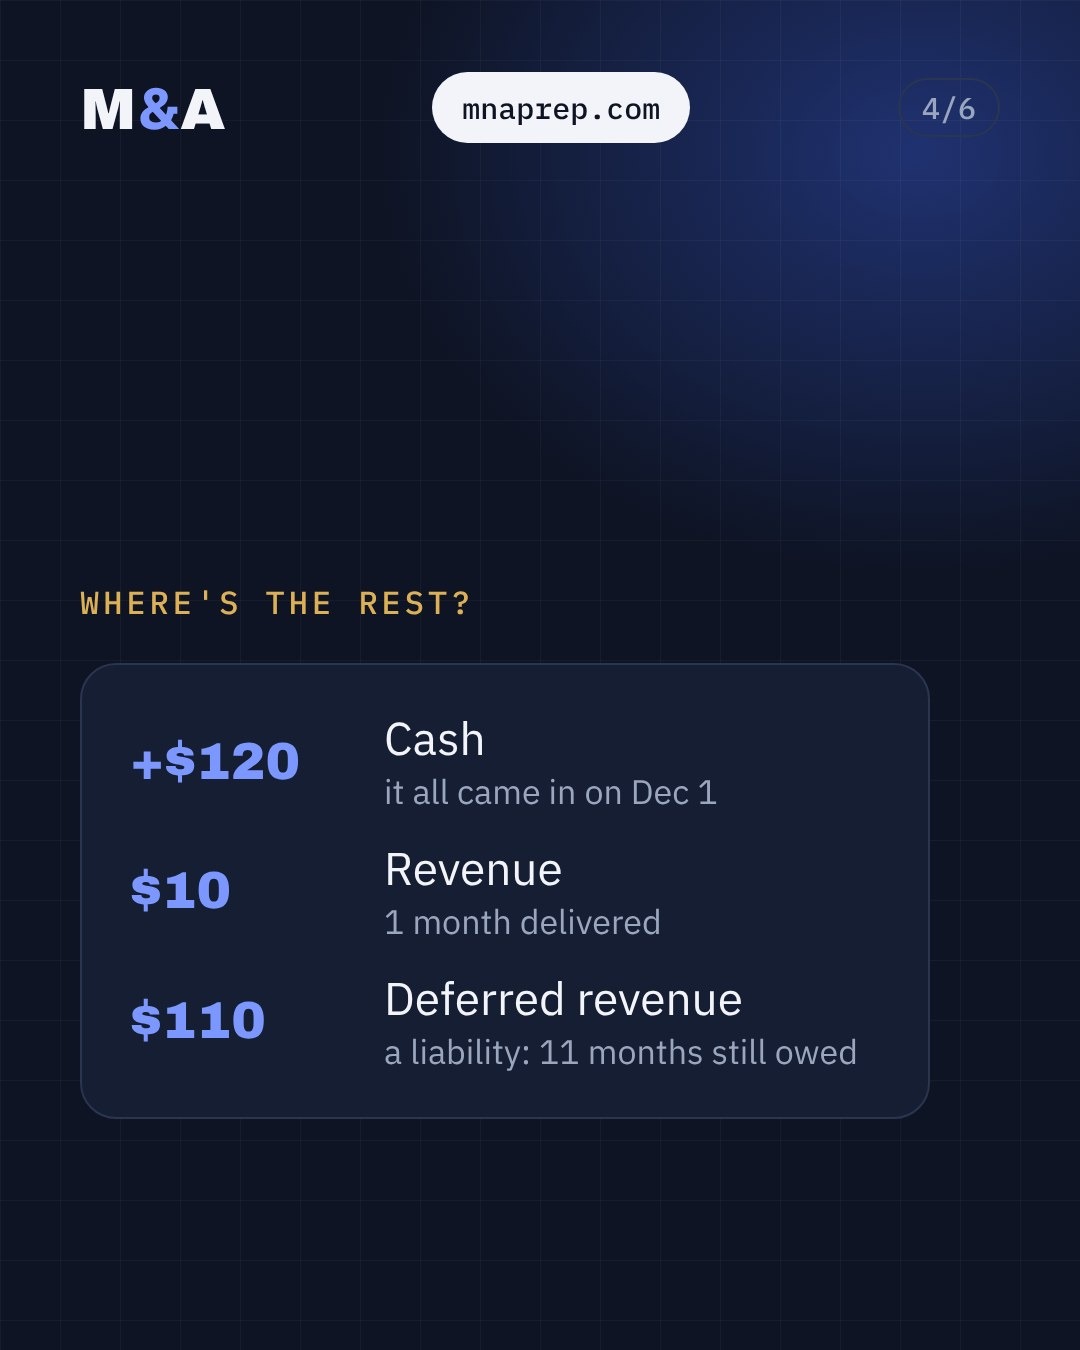 M&A
mnaprep.com
4/6
WHERE'S THE REST?
+$120
Cash
it all came in on Dec 1
$10
Revenue
1 month delivered
$110
Deferred revenue
a liability: 11 months still owed